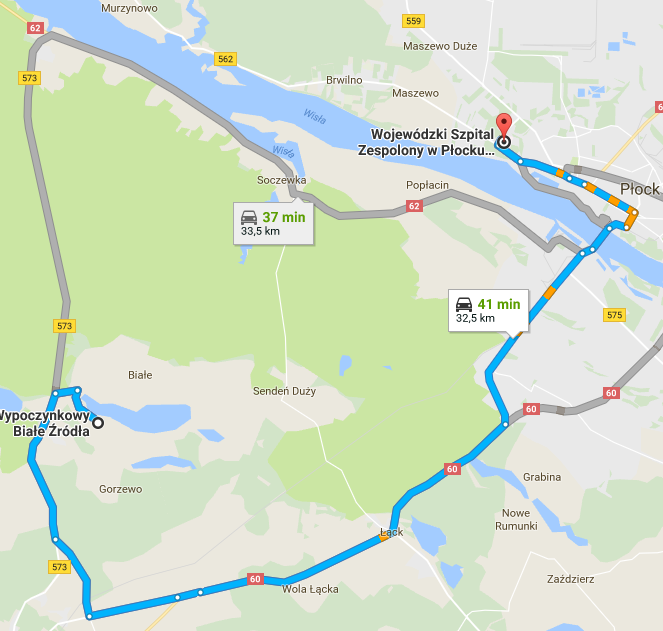 Murzynowo
62
559
Maszewo Duże
573
562
Brwilno
Maszewo
Wisła
Wojewódzki Szpital
Zespolony w Płocku...
Wisła
Soczewka
Popłacin
Płock
62
37 min
33,5 km
41 min
32,5 km
575
573
Białe
Senden Duży
60
60
Wypoczynkowy
Białe Źródła
60
Grabina
Gorzewo
Nowe
Rumunki
Łąck
573
60
Wola Łącka
Zaździerz